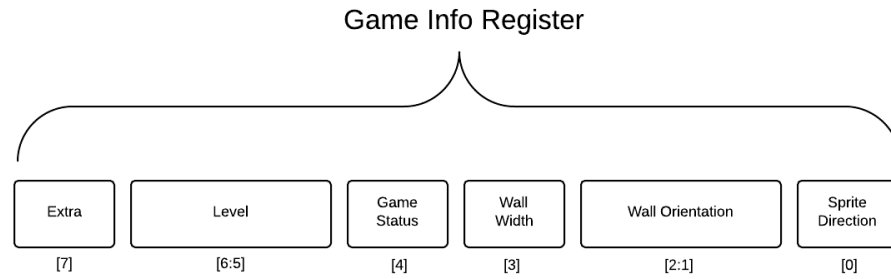 Game Info Register
Extra
Level
Game
Status
Wall
Width
Wall Orientation
Sprite
Direction
[7]
[6:5]
[4]
[3]
[2:1]
[0]